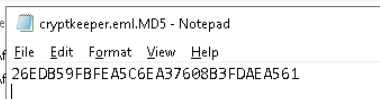 cryptkeeper.eml.MD5 - Notepad
File Edit Format View Help
26EDB59FBFEA5C6EA37608B3FDAEA561